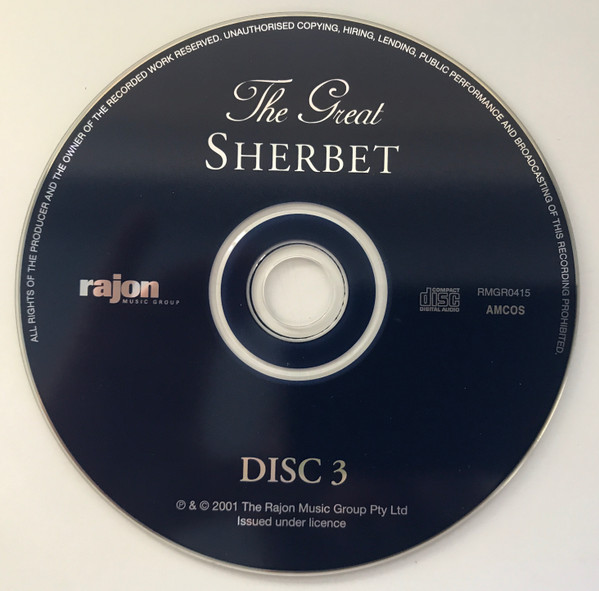 ALL RIGHTS OF THE PRODUCER AND THE OWNER OF THE RECORDED WORK RESERVED. UNAUTHORISED COPYING, HIRING, LENDING, PUBLIC PERFORMANCE AND BROADCASTING OF THIS RECORDING PROHIBITED.
The Great
SHERBET
rajon
MUSIC GROUP
COMPACT
disc
DIGITAL AUDIO
RMGR0415
AMCOS
DISC 3
℗ & © 2001 The Rajon Music Group Pty Ltd
Issued under licence